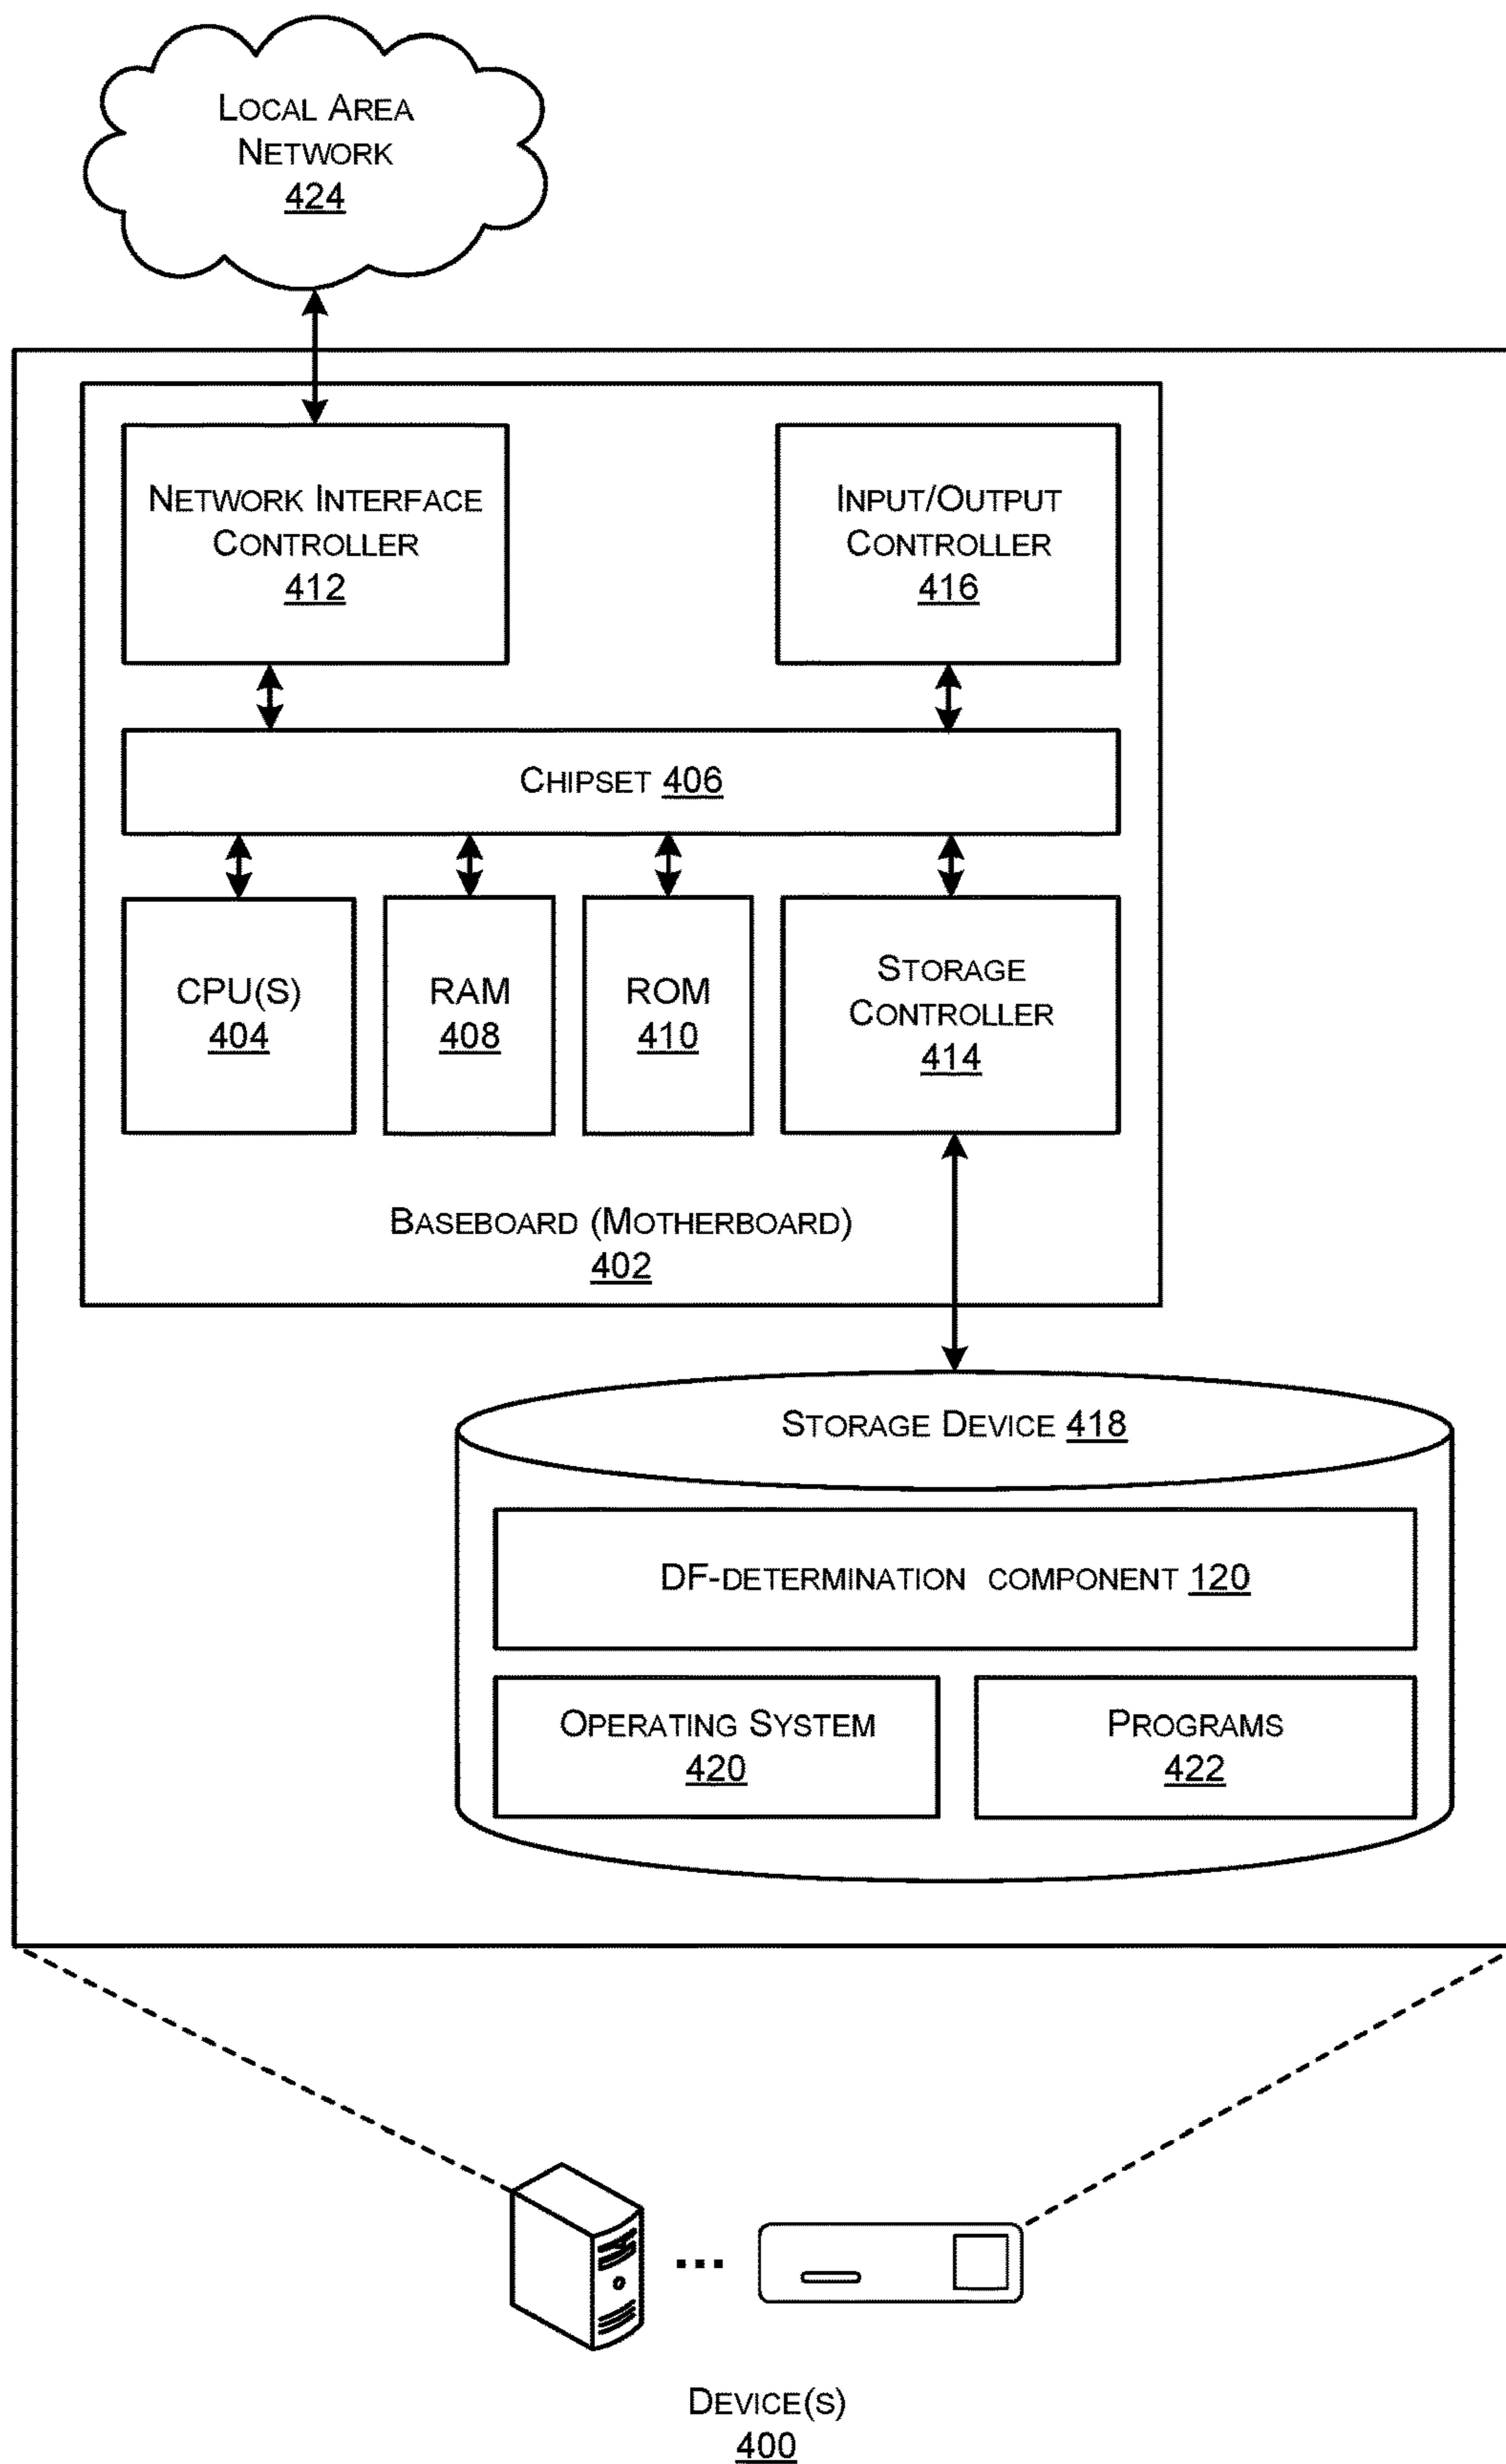 LOCAL AREA
NETWORK
424
NETWORK INTERFACE
CONTROLLER
412
INPUT/OUTPUT
CONTROLLER
416
CHIPSET 406
CPU(S)
404
RAM
408
ROM
410
STORAGE
CONTROLLER
414
BASEBOARD (MOTHERBOARD)
402
STORAGE DEVICE 418
DF-DETERMINATION COMPONENT 120
OPERATING SYSTEM
420
PROGRAMS
422
DEVICE(S)
400